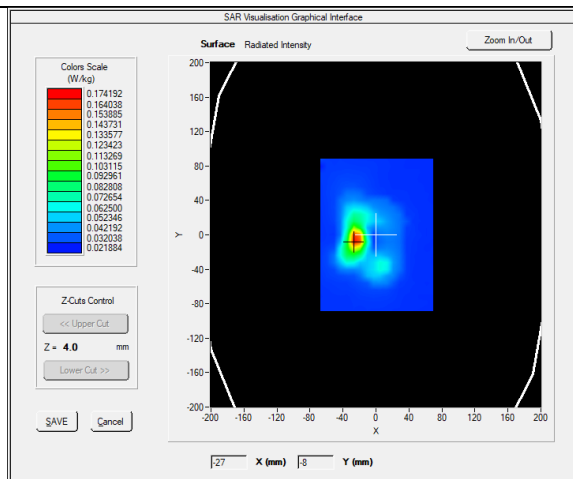 SAR Visualisation Graphical Interface
Surface Radiated Intensity
Zoom In/Out
Colors Scale
(W/kg)
0.174192
0.164038
0.153885
0.143731
0.133577
0.123423
0.113269
0.103115
0.092961
0.082808
0.072654
0.062500
0.052346
0.042192
0.032038
0.021884
Z-Cuts Control
<< Upper Cut
Z = 4.0 mm
Lower Cut >>
SAVE Cancel
200
160
120
80
40
0
-40
-80
-120
-160
-200
Y
-200 -160 -120 -80 -40 0 40 80 120 160 200
X
-27 X (mm) -8 Y (mm)